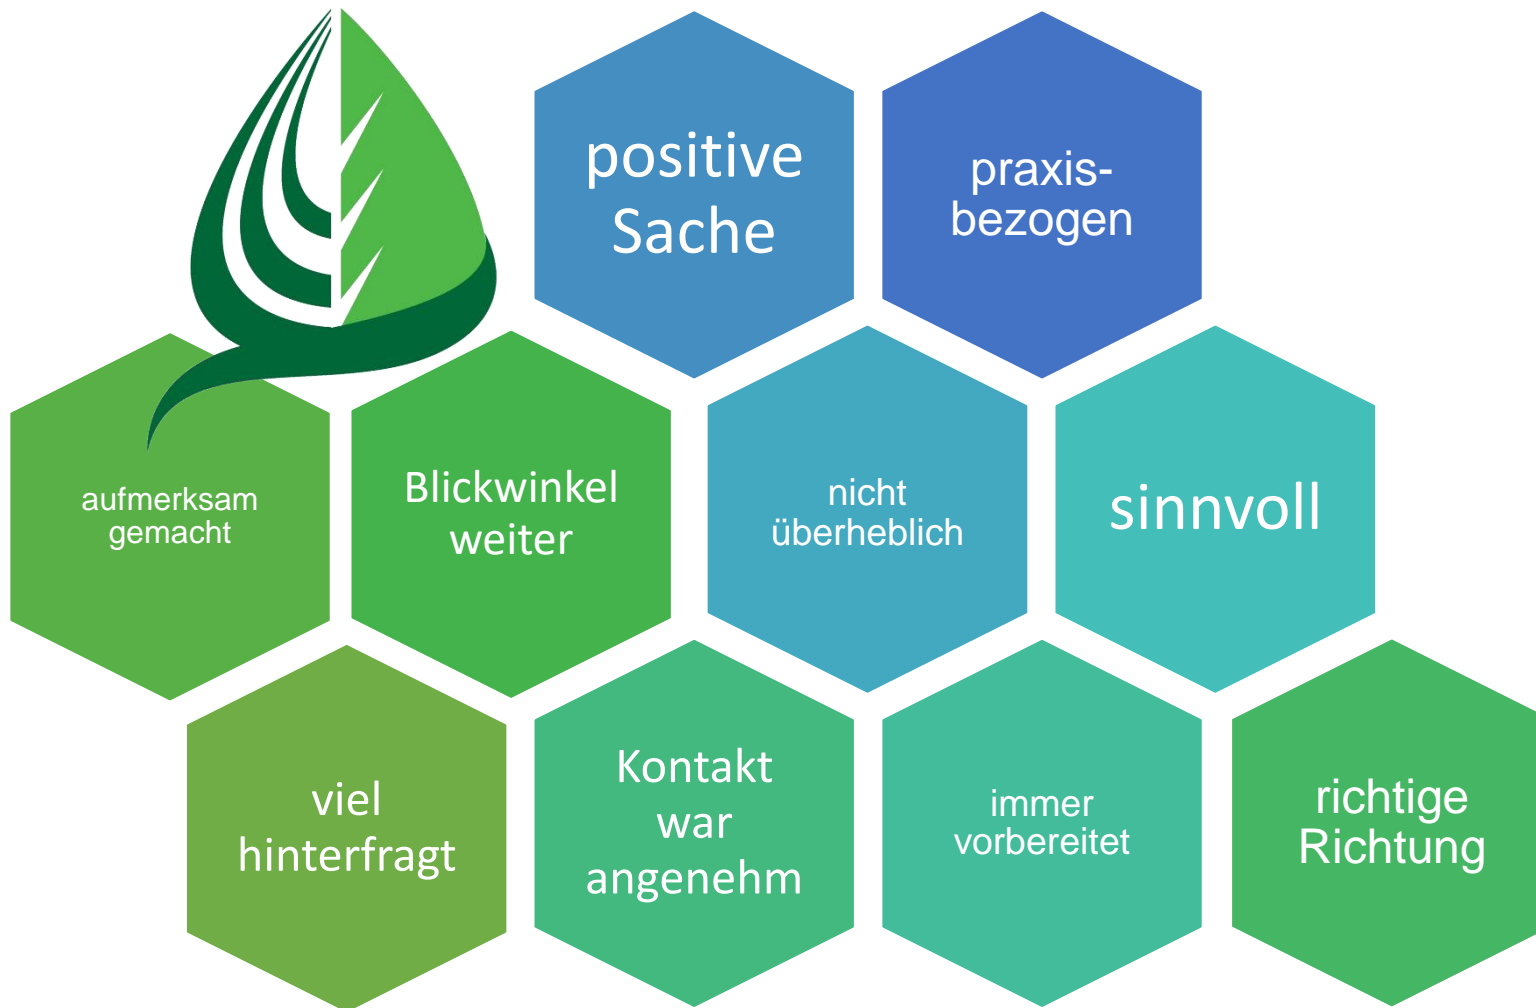 positive
Sache
praxis-
bezogen
aufmerksam
gemacht
Blickwinkel
weiter
nicht
überheblich
sinnvoll
viel
hinterfragt
Kontakt
war
angenehm
immer
vorbereitet
richtige
Richtung